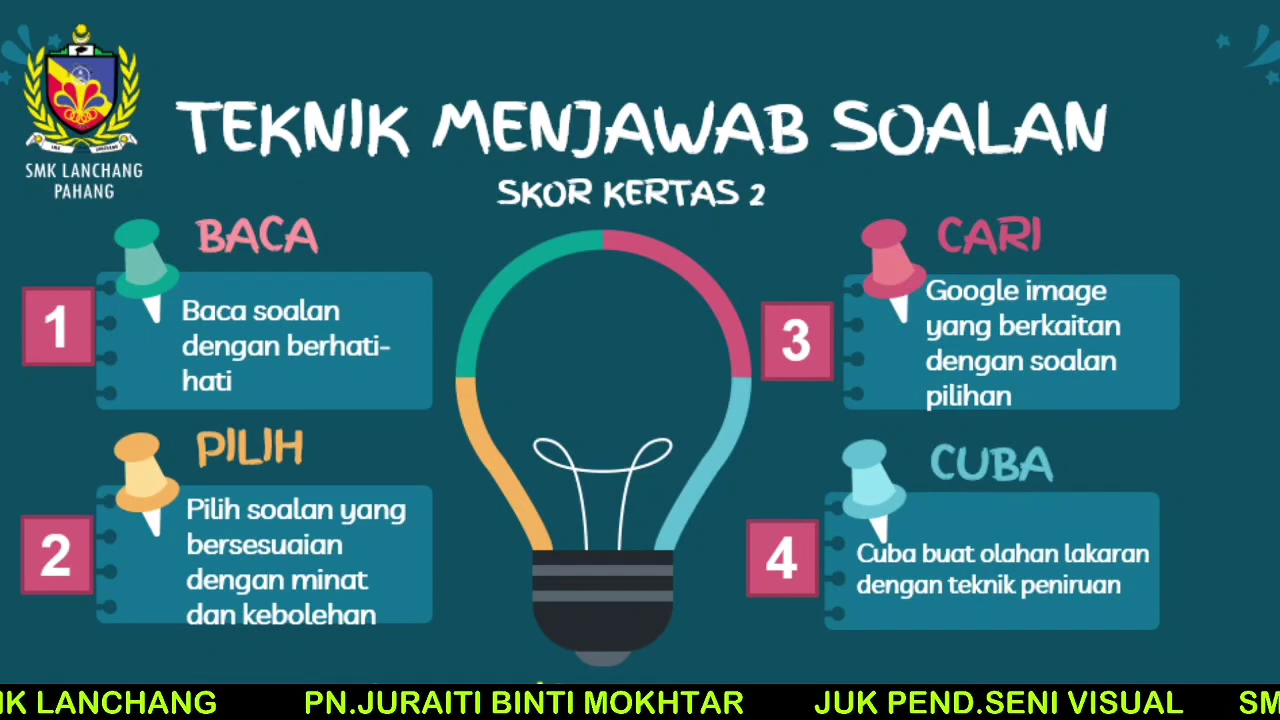 SMK LANCHANG
PAHANG
TEKNIK MENJAWAB SOALAN
SKOR KERTAS 2
BACA
1
Baca soalan
dengan berhati-
hati
PILIH
2
Pilih soalan yang
bersesuaian
dengan minat
dan kebolehan
CARI
3
Google image
yang berkaitan
dengan soalan
pilihan
CUBA
4
Cuba buat olahan lakaran
dengan teknik peniruan
LANCHANG PN.JURAITI BINTI MOKHTAR JUK PEND.SENI VISUAL